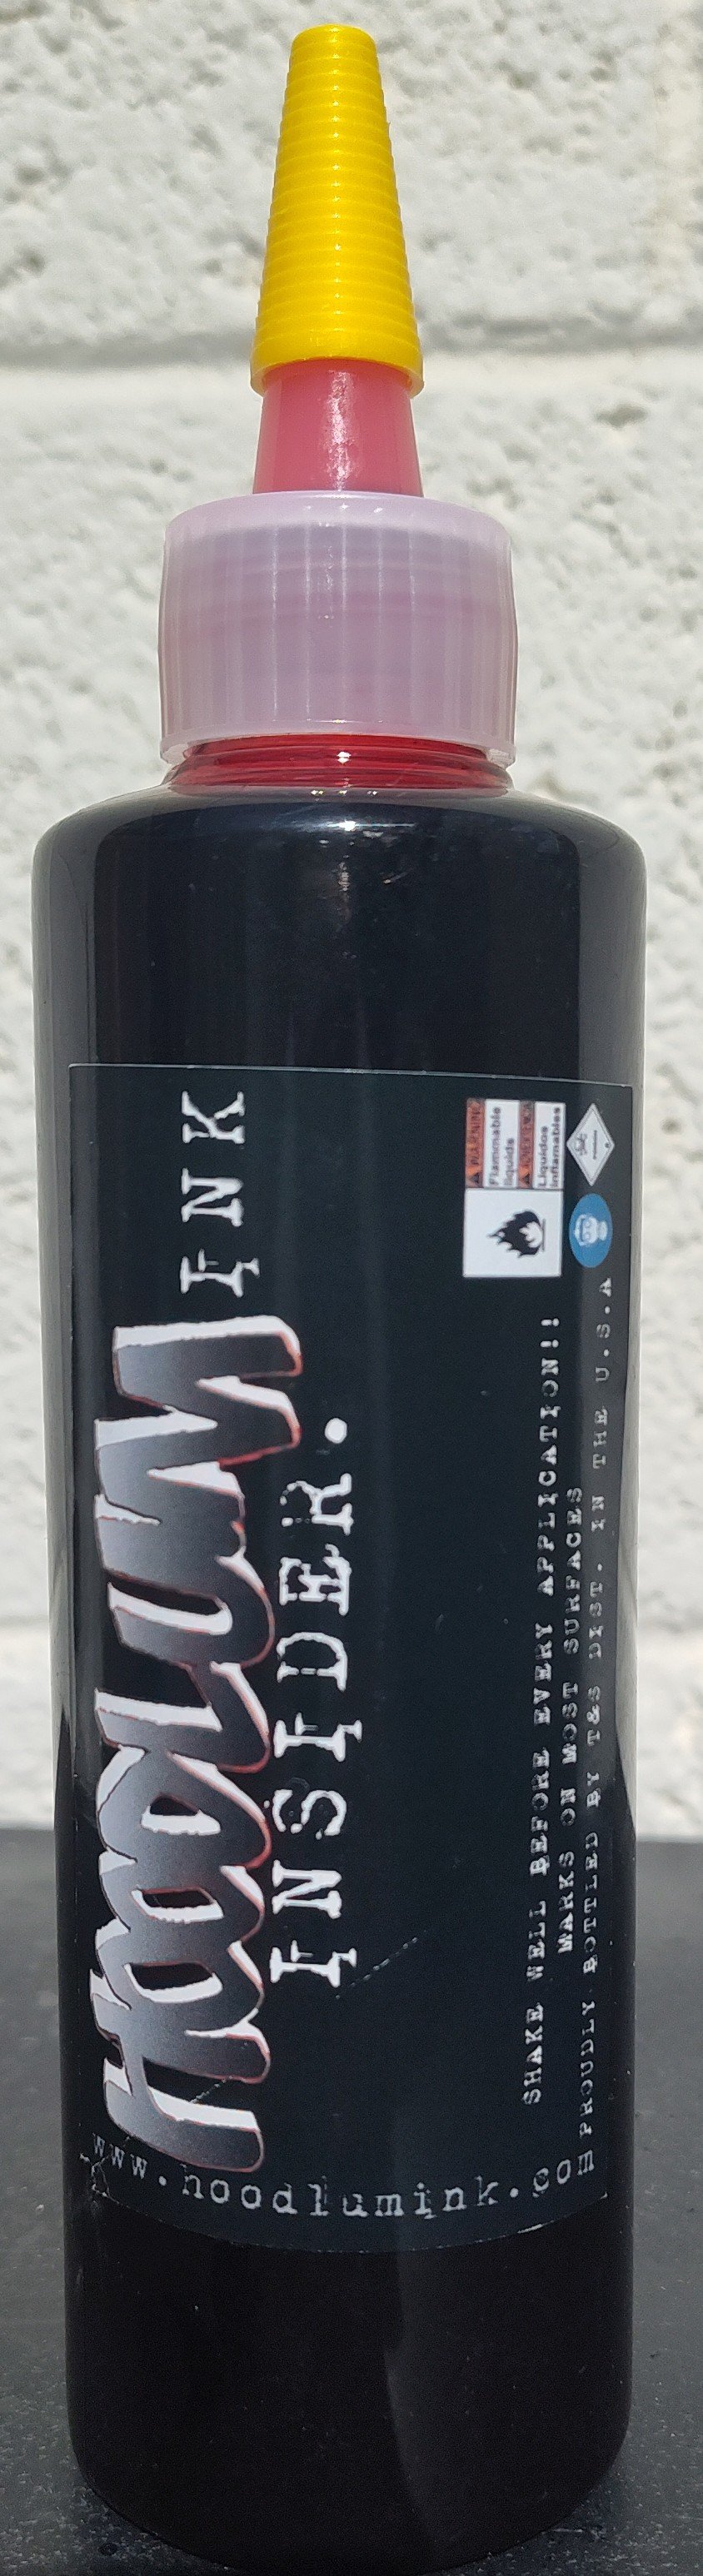 HOODLUM INK
INSIDER.
WARNING
Flammable
liquids
ADVERTENCIA
Liquidos
inflamables
SHAKE WELL BEFORE EVERY APPLICATION!!
MARKS ON MOST SURFACES
PROUDLY BOTTLED BY T&S DIST. IN THE U.S.A
www.hoodlumink.com